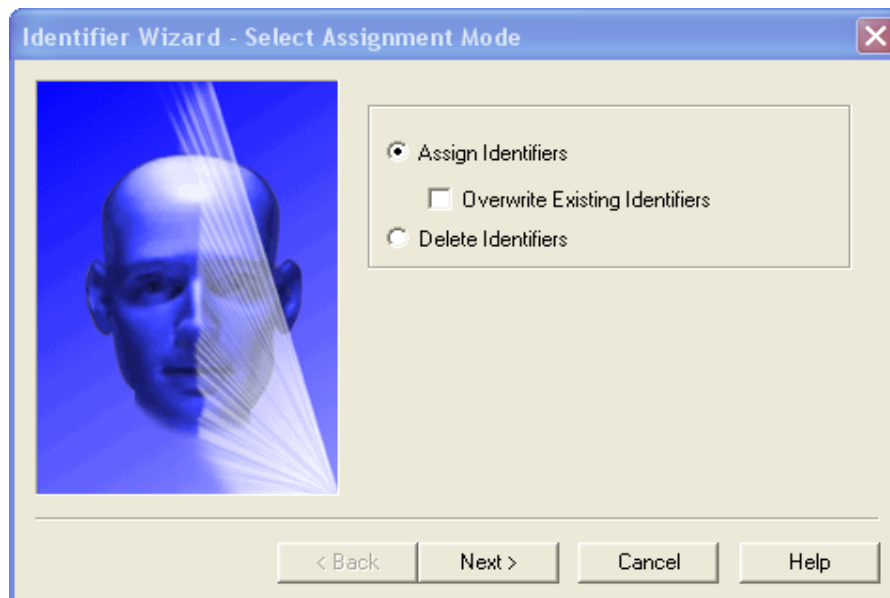 Identifier Wizard - Select Assignment Mode
Assign Identifiers
Overwrite Existing Identifiers
Delete Identifiers
< Back Next > Cancel Help